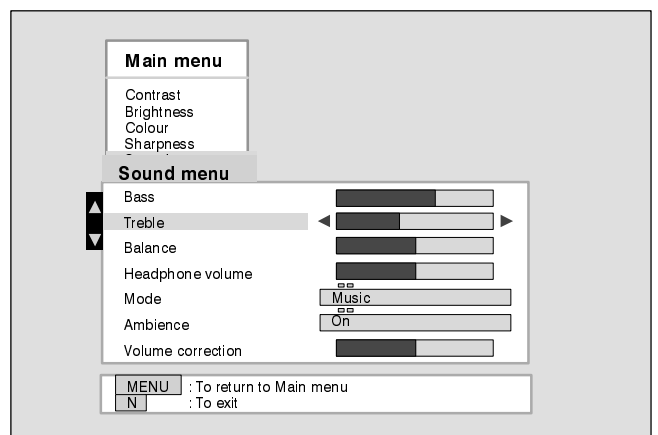 Main menu
Contrast
Brightness
Colour
Sharpness
Sound menu
Bass
Treble
Balance
Headphone volume
Mode Music
Ambience On
Volume correction
MENU : To return to Main menu
N : To exit